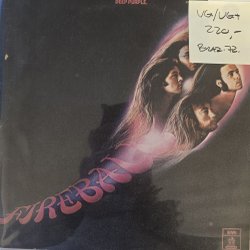 DEEP PURPLE
VG/VG+
220,-
BRAZ 72.
FIREBALL